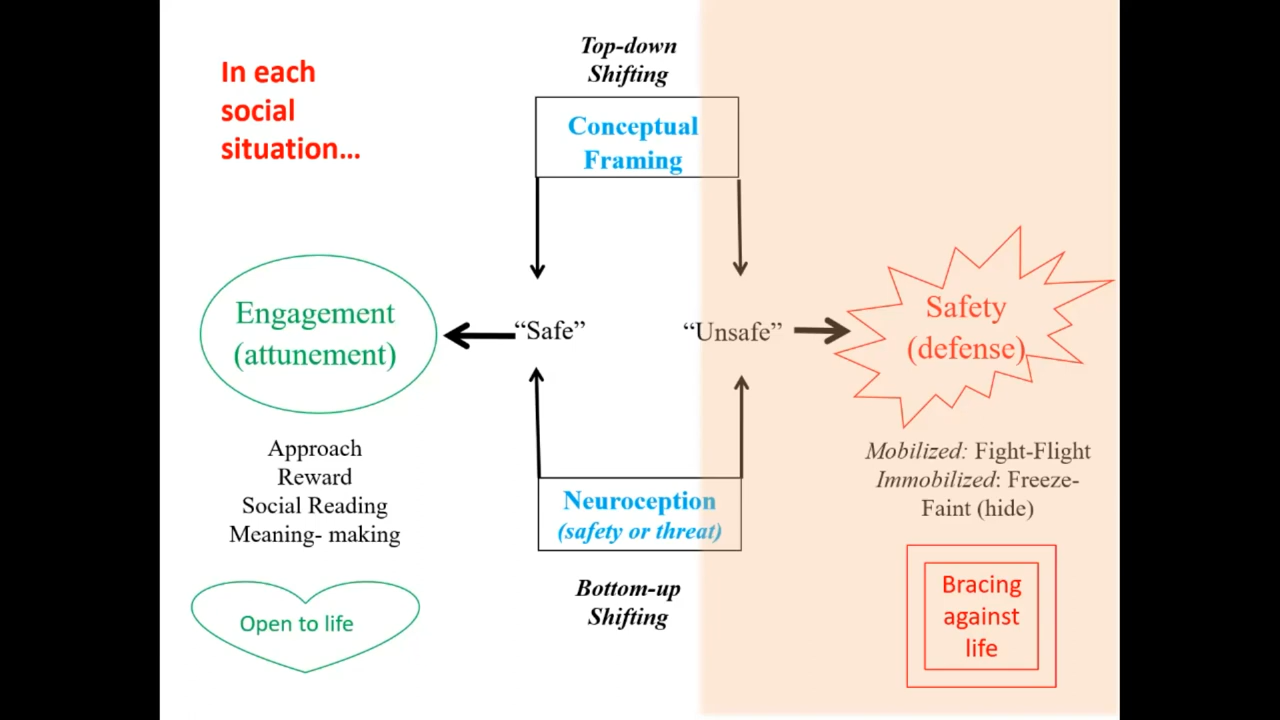 In each
social
situation…
Top-down
Shifting
Conceptual
Framing
Engagement
(attunement)
“Safe”
“Unsafe”
Safety
(defense)
Approach
Reward
Social Reading
Meaning- making
Mobilized: Fight-Flight
Immobilized: Freeze-
Faint (hide)
Neuroception
(safety or threat)
Bottom-up
Shifting
Open to life
Bracing
against
life